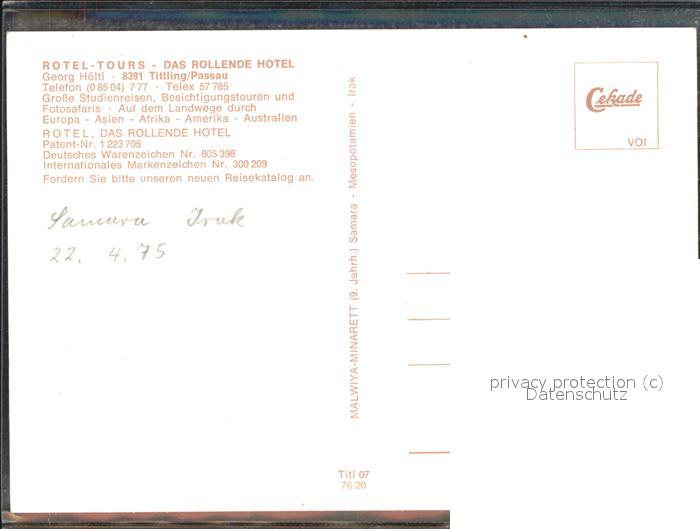 ROTEL-TOURS - DAS ROLLENDE HOTEL
Georg Höltl · 8391 Tittling/Passau
Telefon (0 85 04) 7 77 · Telex 57 785
Große Studienreisen, Besichtigungstouren und
Fotosafaris · Auf dem Landwege durch
Europa - Asien - Afrika - Amerika - Australien
ROTEL, DAS ROLLENDE HOTEL
Patent-Nr. 1 223 705
Deutsches Warenzeichen Nr. 805 398
Internationales Markenzeichen Nr. 300 209
Fordern Sie bitte unseren neuen Reisekatalog an.
Samara Irak
22. 4. 75
MALWIYA-MINARETT (9. Jahrh.) Samara - Mesopotamien - Irak
Titl 07
76-20
Cekade
VOI
privacy protection (c)
Datenschutz